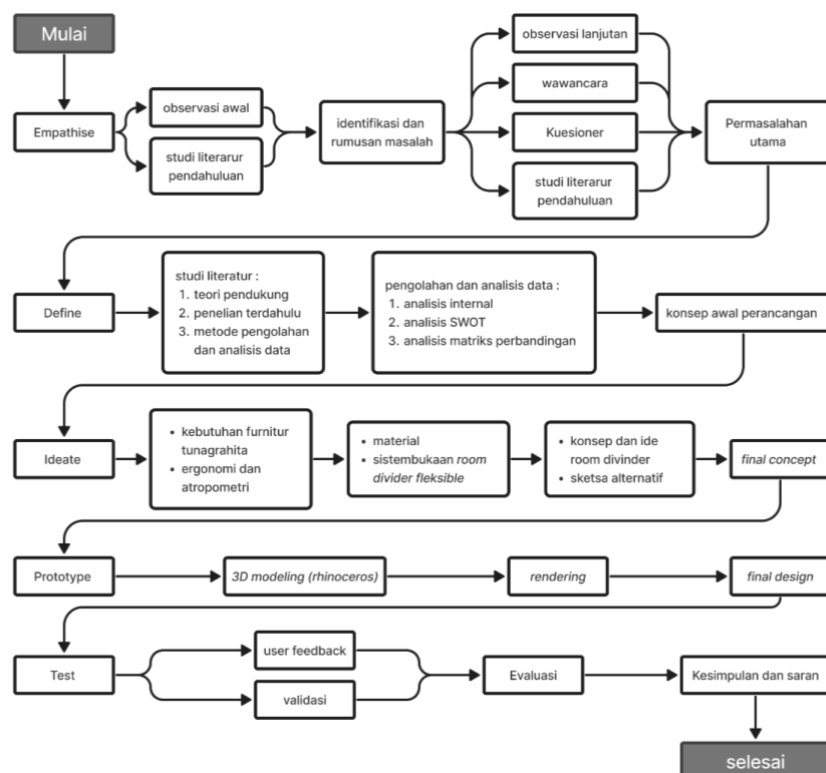 Mulai
Empathise
observasi awal
studi literarur
pendahuluan
identifikasi dan
rumusan masalah
observasi lanjutan
wawancara
Kuesioner
studi literarur
pendahuluan
Permasalahan
utama
Define
studi literatur :
1. teori pendukung
2. penelian terdahulu
3. metode pengolahan
dan analisis data
pengolahan dan analisis data :
1. analisis internal
2. analisis SWOT
3. analisis matriks perbandingan
konsep awal perancangan
Ideate
• kebutuhan furnitur
tunagrahita
• ergonomi dan
atropometri
• material
• sistembukaan room
divider fleksible
• konsep dan ide
room divinder
• sketsa alternatif
final concept
Prototype
3D modeling (rhinoceros)
rendering
final design
Test
user feedback
validasi
Evaluasi
Kesimpulan dan saran
selesai